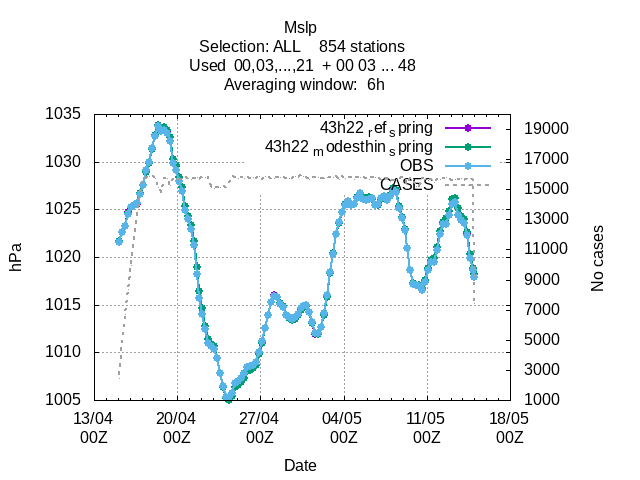 Mslp
Selection: ALL 854 stations
Used 00,03,...,21 + 00 03 ... 48
Averaging window: 6h
43h22_ref_spring
43h22_modesthin_spring
OBS
CASES
1035
1030
1025
1020
1015
1010
1005
hPa
19000
17000
15000
13000
11000
9000
7000
5000
3000
1000
No cases
13/04 20/04 27/04 04/05 11/05 18/05
00Z 00Z 00Z 00Z 00Z 00Z
Date